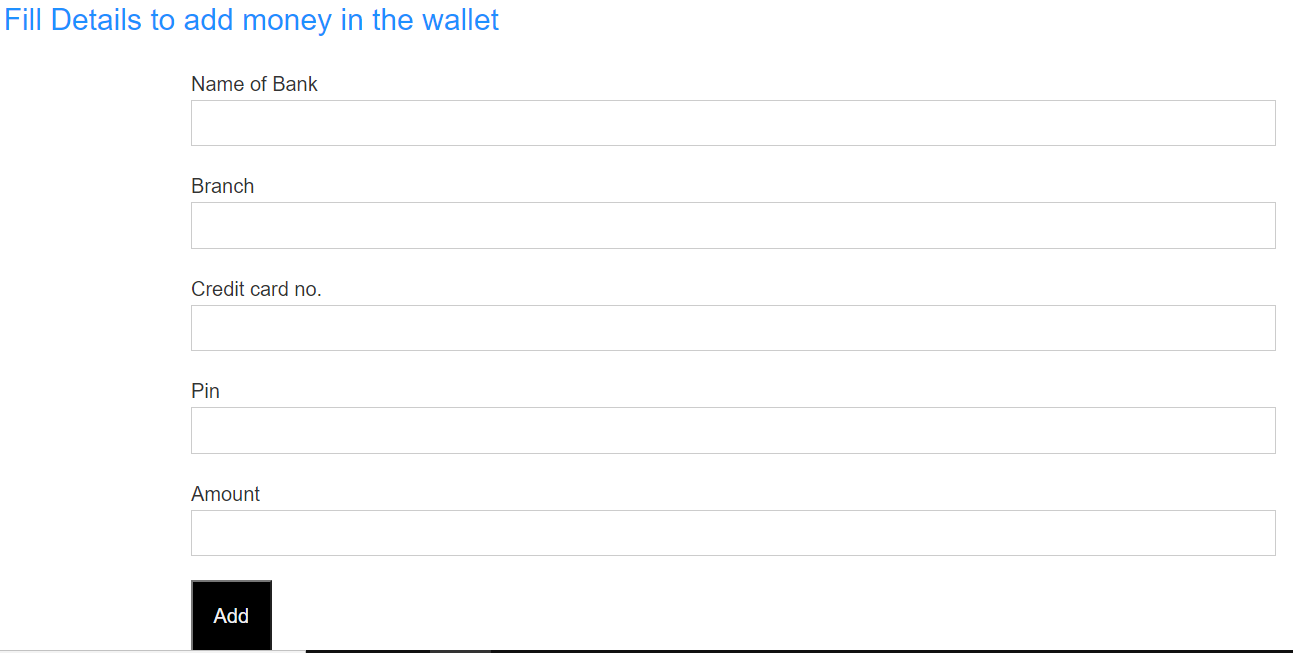 Fill Details to add money in the wallet
Name of Bank
Branch
Credit card no.
Pin
Amount
Add